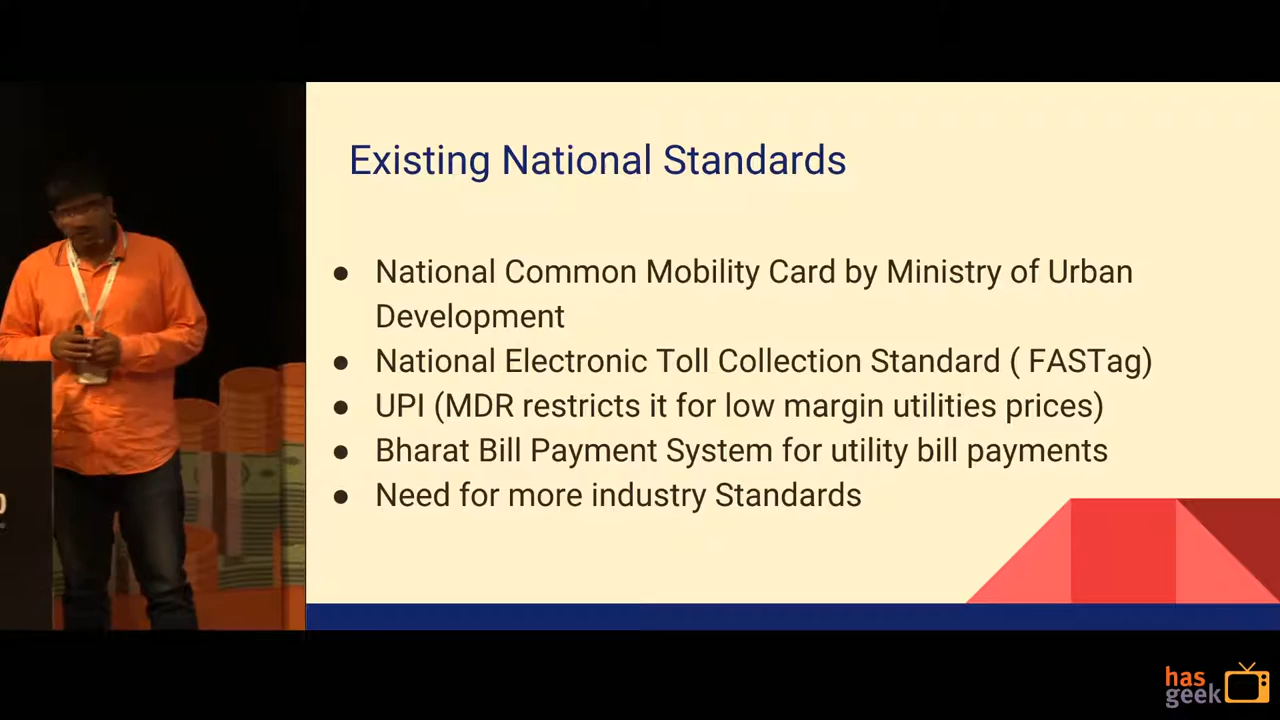 Existing National Standards
● National Common Mobility Card by Ministry of Urban
Development
● National Electronic Toll Collection Standard ( FASTag)
● UPI (MDR restricts it for low margin utilities prices)
● Bharat Bill Payment System for utility bill payments
● Need for more industry Standards
has
geek